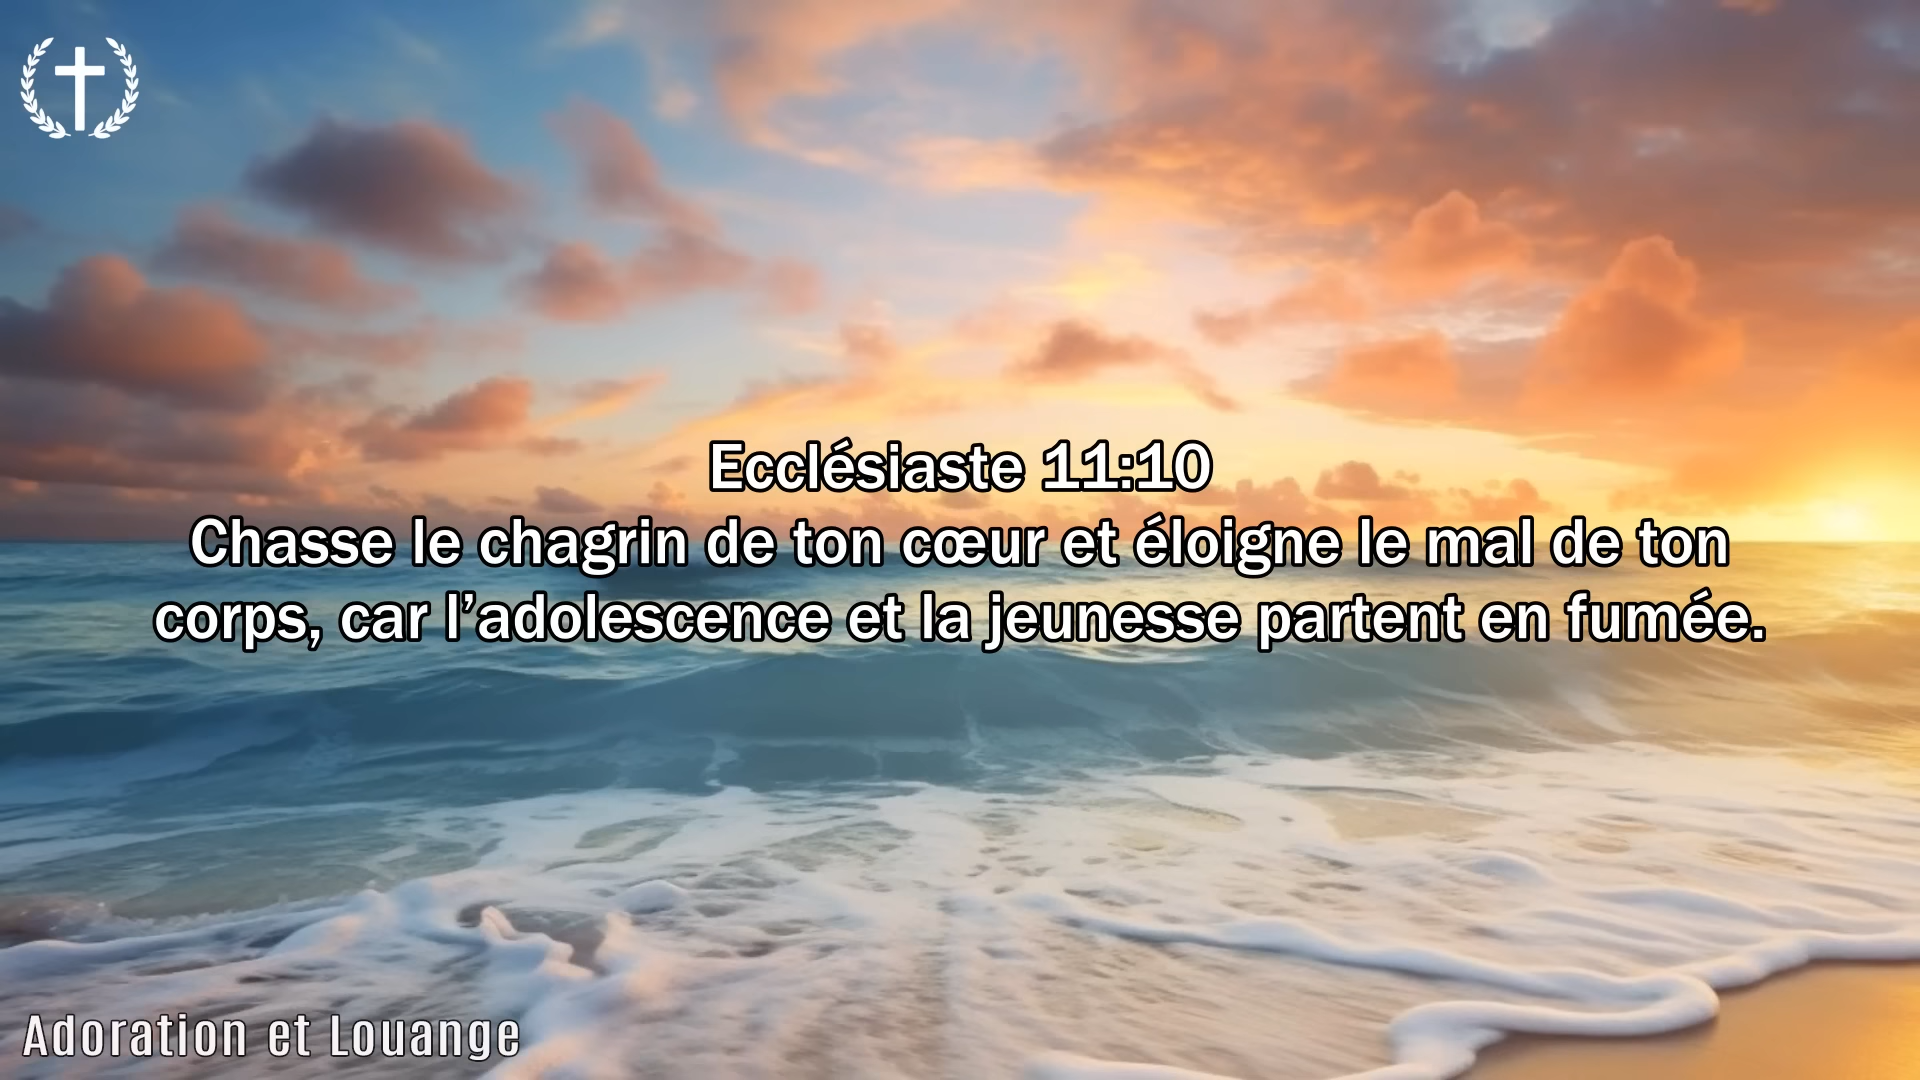 Ecclésiaste 11:10
Chasse le chagrin de ton cœur et éloigne le mal de ton
corps, car l’adolescence et la jeunesse partent en fumée.
Adoration et Louange